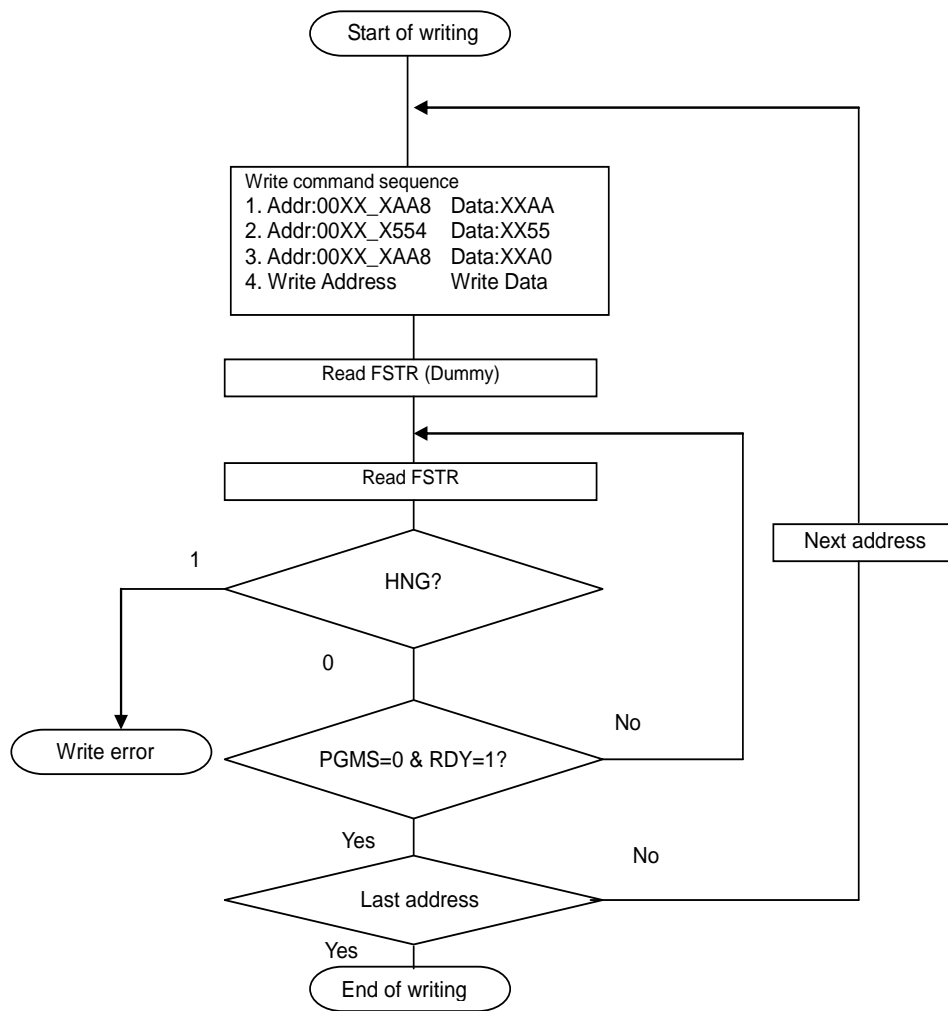 Start of writing
Write command sequence
1. Addr:00XX_XAA8 Data:XXAA
2. Addr:00XX_X554 Data:XX55
3. Addr:00XX_XAA8 Data:XXA0
4. Write Address Write Data
Read FSTR (Dummy)
Read FSTR
Next address
1
HNG?
0
No
Write error
PGMS=0 & RDY=1?
Yes
No
Last address
Yes
End of writing